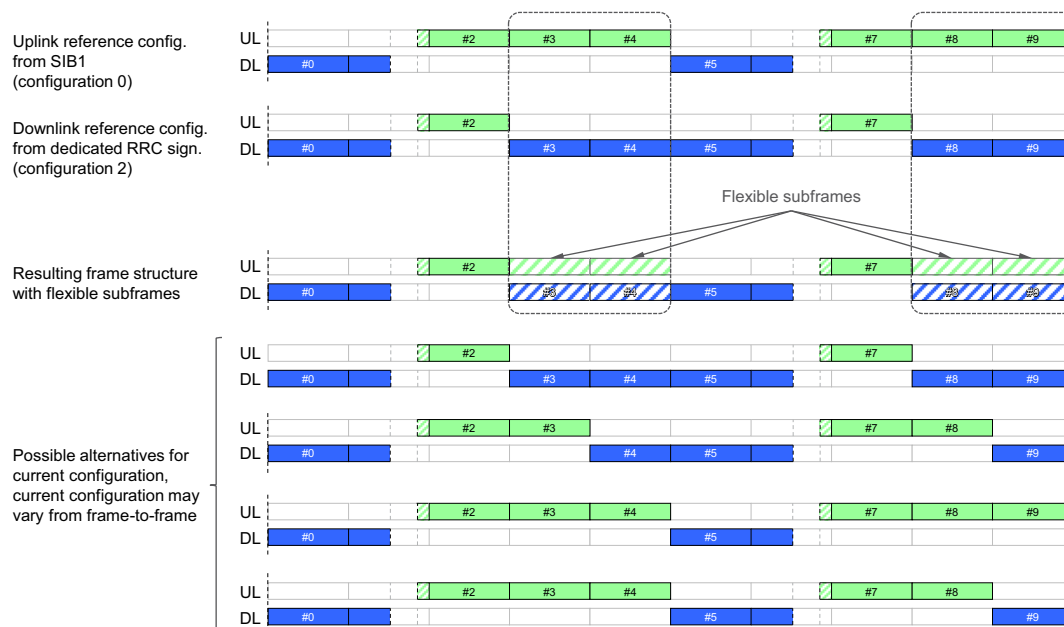 Uplink reference config.
from SIB1
(configuration 0)
UL
#2
#3
#4
#7
#8
#9
DL
#0
#5
Downlink reference config.
from dedicated RRC sign.
(configuration 2)
UL
#2
#7
DL
#0
#3
#4
#5
#8
#9
Flexible subframes
Resulting frame structure
with flexible subframes
UL
#2
#7
DL
#0
#3
#4
#5
#8
#9
Possible alternatives for
current configuration,
current configuration may
vary from frame-to-frame
UL
#2
#7
DL
#0
#3
#4
#5
#8
#9
UL
#2
#3
#7
#8
DL
#0
#4
#5
#9
UL
#2
#3
#4
#7
#8
#9
DL
#0
#5
UL
#2
#3
#4
#7
#8
DL
#0
#5
#9